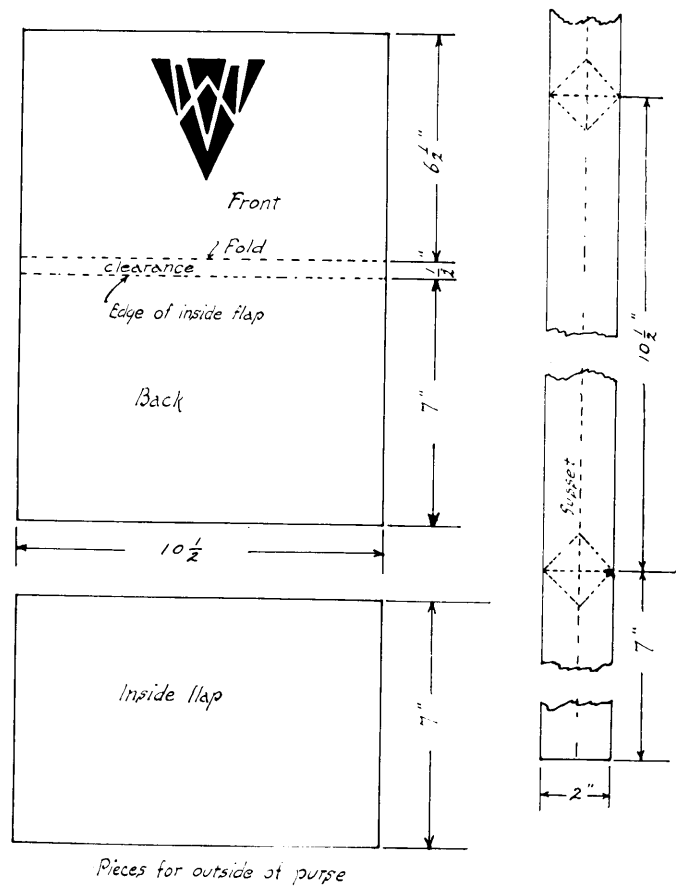 Front
Fold
clearance
Edge of inside flap
Back
6 1/2"
1/2"
7"
10 1/2
Inside flap
7"
Pieces for outside of purse
10 1/2"
Gusset
7"
2"